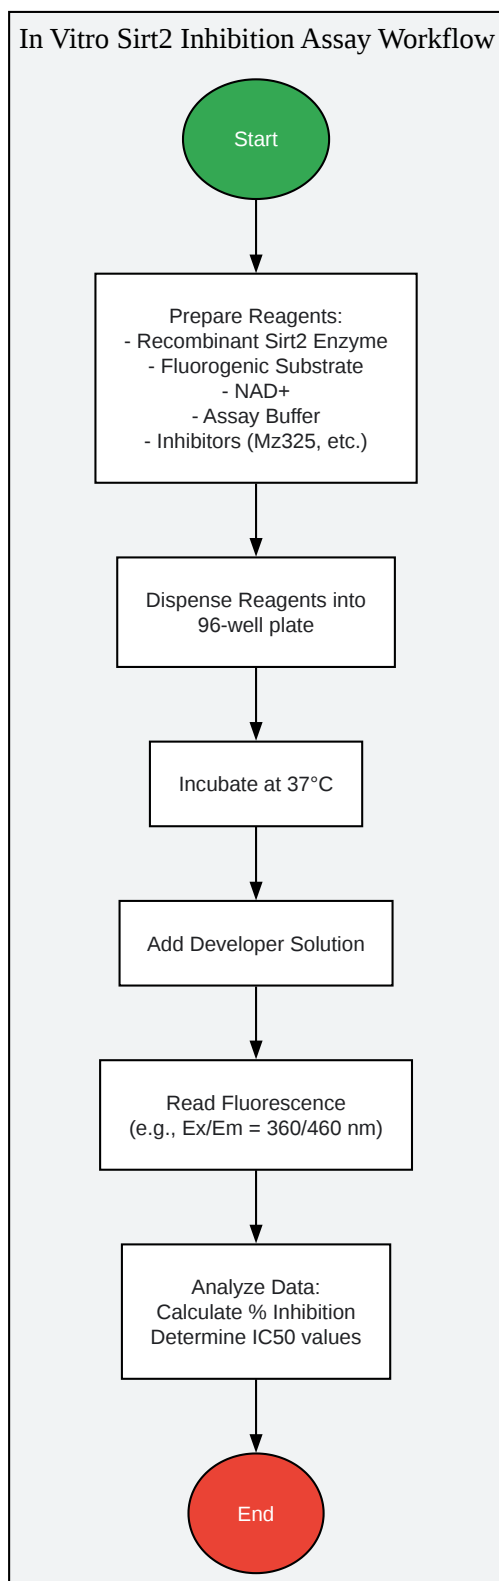 In Vitro Sirt2 Inhibition Assay Workflow
Start
Prepare Reagents:
- Recombinant Sirt2 Enzyme
- Fluorogenic Substrate
- NAD+
- Assay Buffer
- Inhibitors (Mz325, etc.)
Dispense Reagents into
96-well plate
Incubate at 37°C
Add Developer Solution
Read Fluorescence
(e.g., Ex/Em = 360/460 nm)
Analyze Data:
Calculate % Inhibition
Determine IC50 values
End